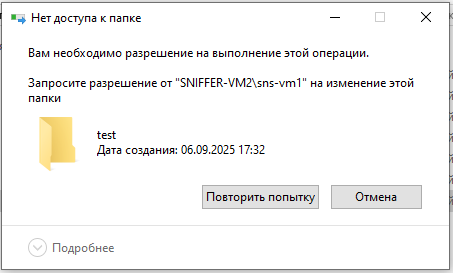 Нет доступа к папке
Вам необходимо разрешение на выполнение этой операции.
Запросите разрешение от "SNIFFER-VM2\sns-vm1" на изменение этой
папки
test
Дата создания: 06.09.2025 17:32
Повторить попытку
Отмена
Подробнее